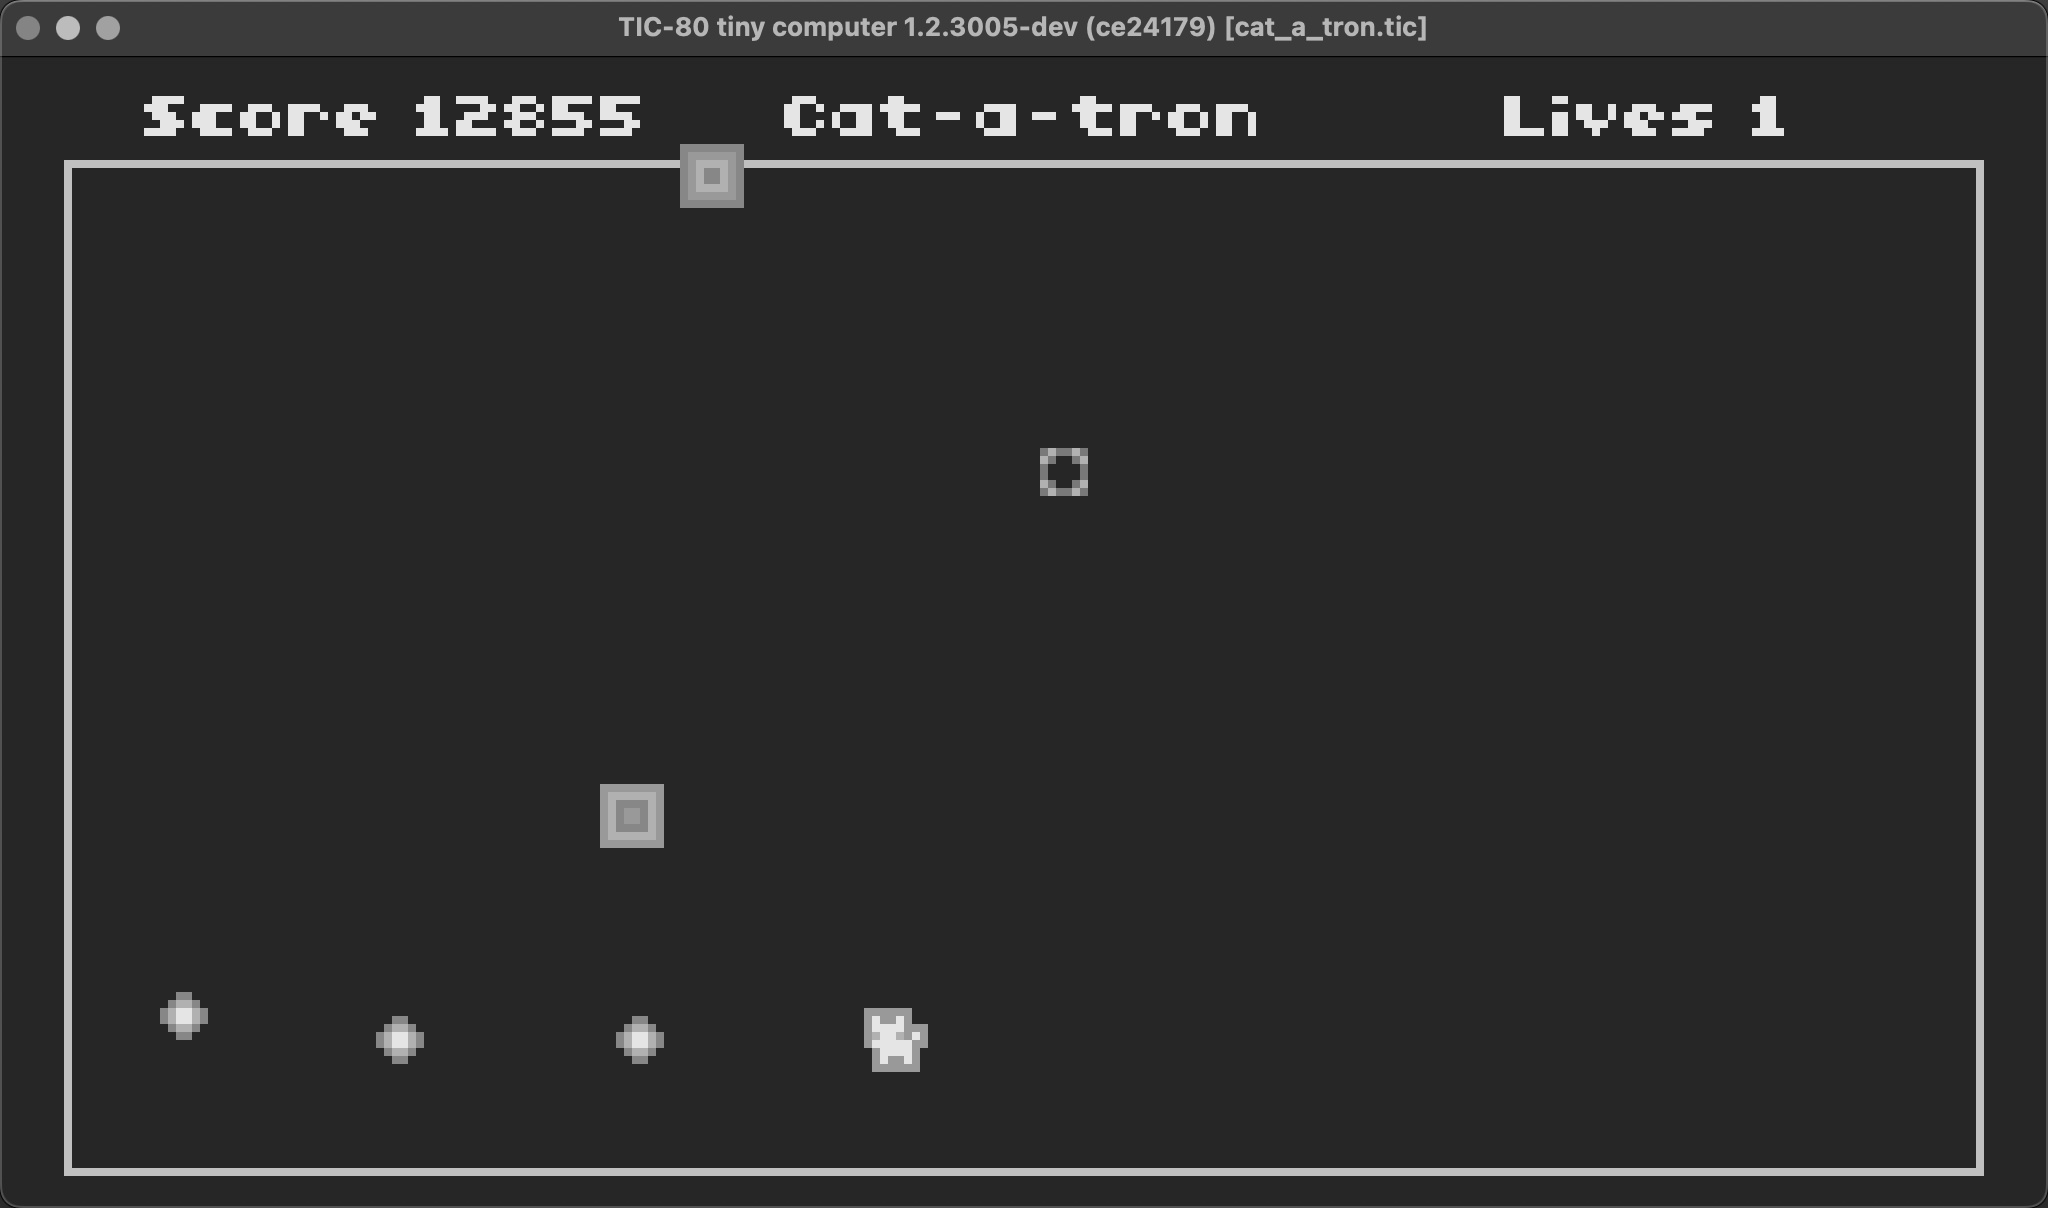 TIC-80 tiny computer 1.2.3005-dev (ce24179) [cat_a_tron.tic]
Score 12855 Cat-a-tron Lives 1